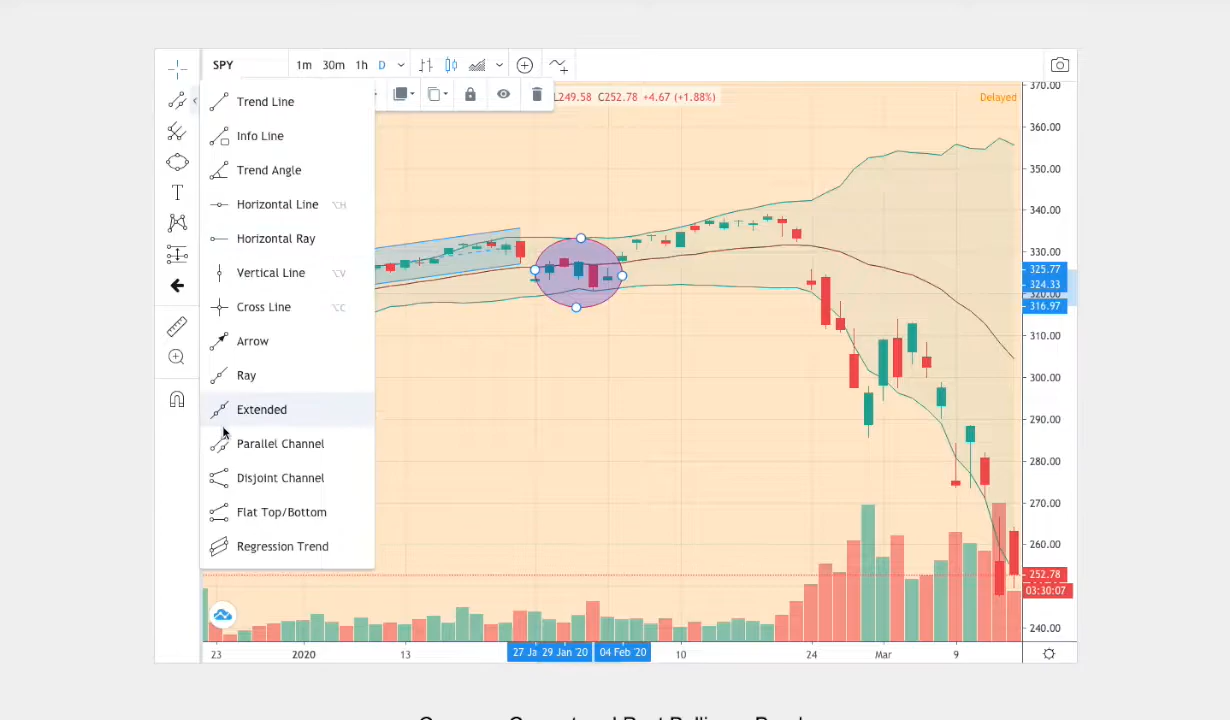 SPY 1m 30m 1h D
L249.58 C252.78 +4.67 (+1.88%)
Delayed
Trend Line
Info Line
Trend Angle
Horizontal Line ⌥H
Horizontal Ray
Vertical Line ⌥V
Cross Line ⌥C
Arrow
Ray
Extended
Parallel Channel
Disjoint Channel
Flat Top/Bottom
Regression Trend
T
370.00
360.00
350.00
340.00
330.00
325.77
324.33
320.00
316.97
310.00
300.00
290.00
280.00
270.00
260.00
252.78
03:30:07
240.00
23 2020 13 27 Ja 29 Jan '20 04 Feb '20 10 24 Mar 9